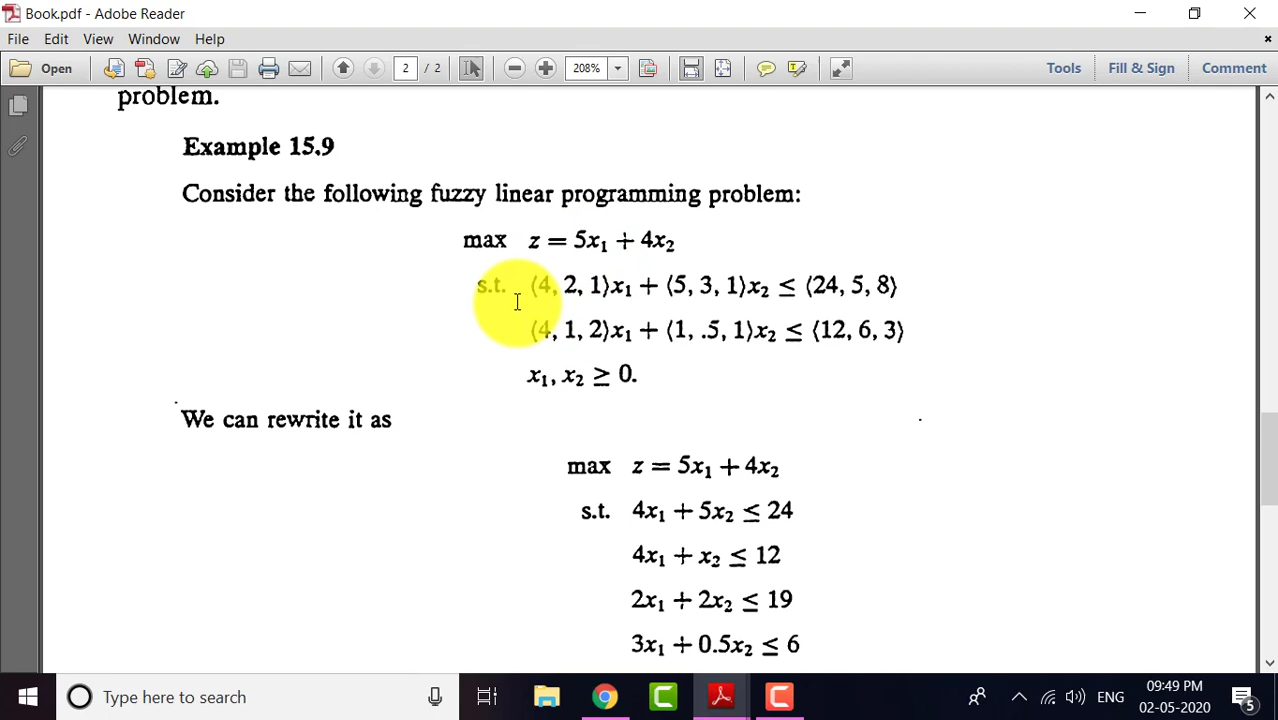 Book.pdf - Adobe Reader
File Edit View Window Help
Open 2 / 2 208% Tools Fill & Sign Comment
problem.
Example 15.9
Consider the following fuzzy linear programming problem:
max z = 5x₁ + 4x₂
s.t. ⟨4, 2, 1⟩x₁ + ⟨5, 3, 1⟩x₂ ≤ ⟨24, 5, 8⟩
⟨4, 1, 2⟩x₁ + ⟨1, .5, 1⟩x₂ ≤ ⟨12, 6, 3⟩
x₁, x₂ ≥ 0.
We can rewrite it as
max z = 5x₁ + 4x₂
s.t. 4x₁ + 5x₂ ≤ 24
4x₁ + x₂ ≤ 12
2x₁ + 2x₂ ≤ 19
3x₁ + 0.5x₂ ≤ 6
Type here to search
ENG
09:49 PM
02-05-2020
5